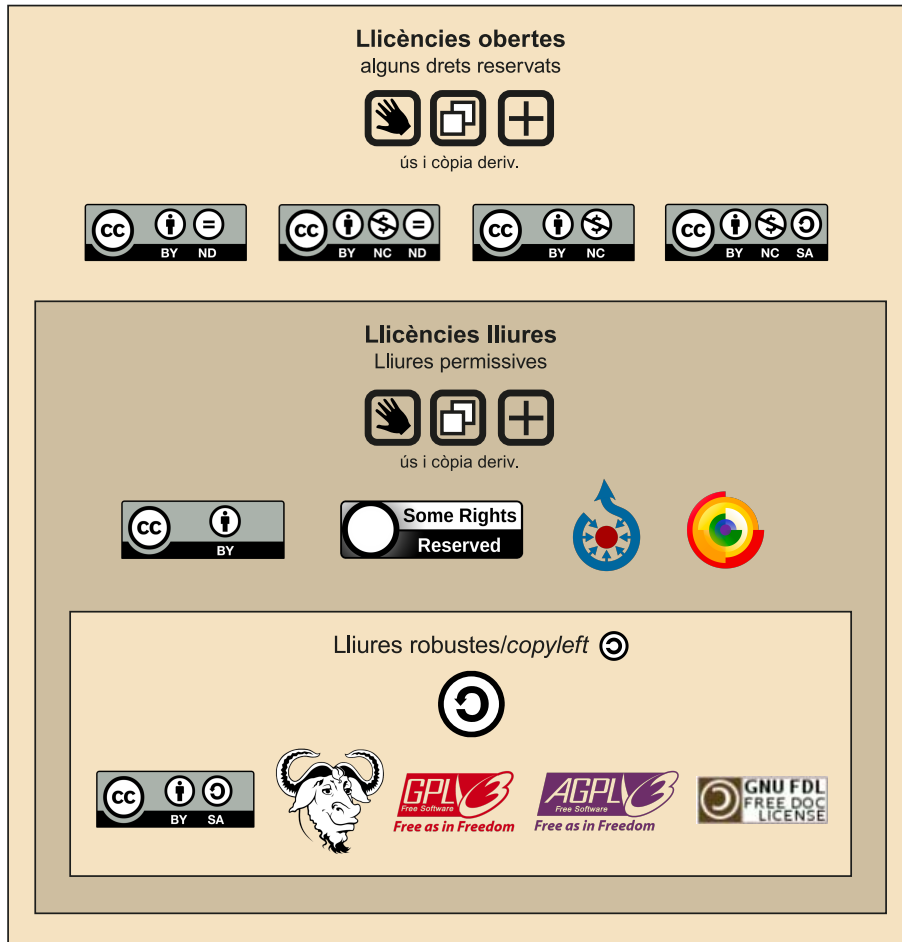 Llicències obertes
alguns drets reservats
ús i còpia deriv.
cc BY ND
cc BY NC ND
cc BY NC
cc BY NC SA
Llicències lliures
Lliures permissives
ús i còpia deriv.
cc BY
Some Rights
Reserved
Lliures robustes/copyleft
cc BY SA
GPLV3
Free Software
Free as in Freedom
AGPLV3
Free Software
Free as in Freedom
GNU FDL
FREE DOC
LICENSE